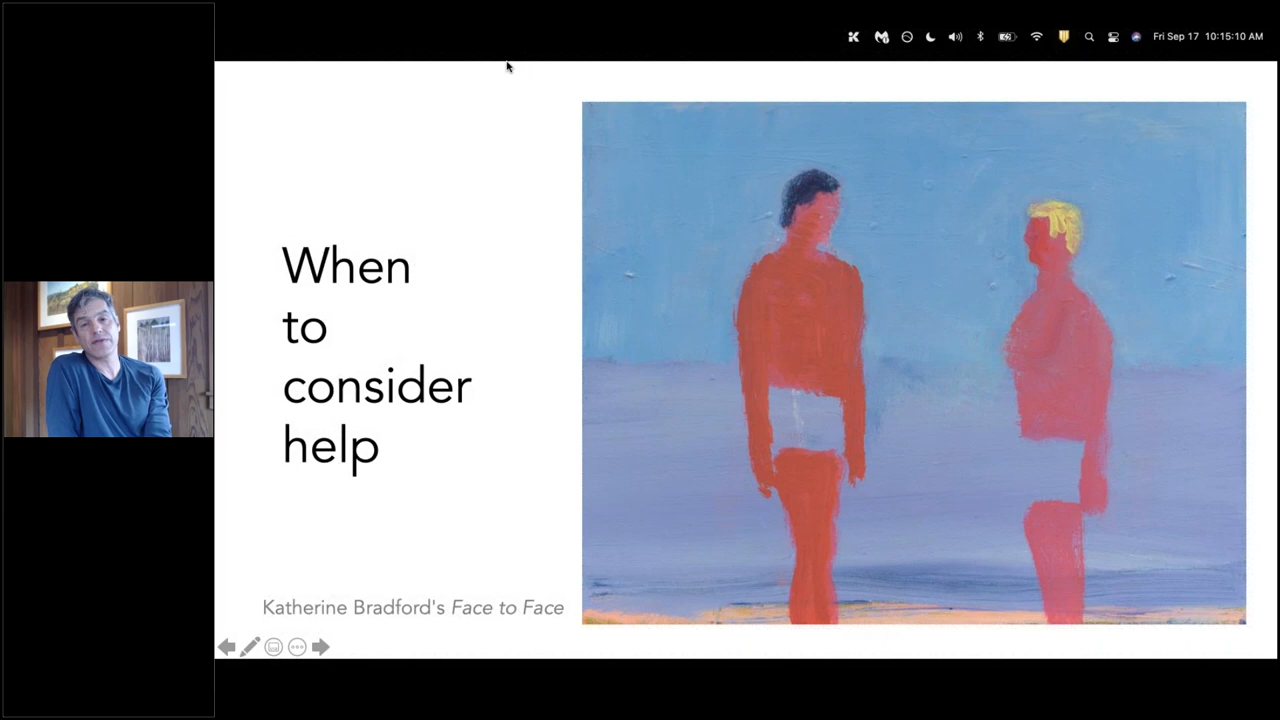 Fri Sep 17 10:15:10 AM
When
to
consider
help
Katherine Bradford's Face to Face